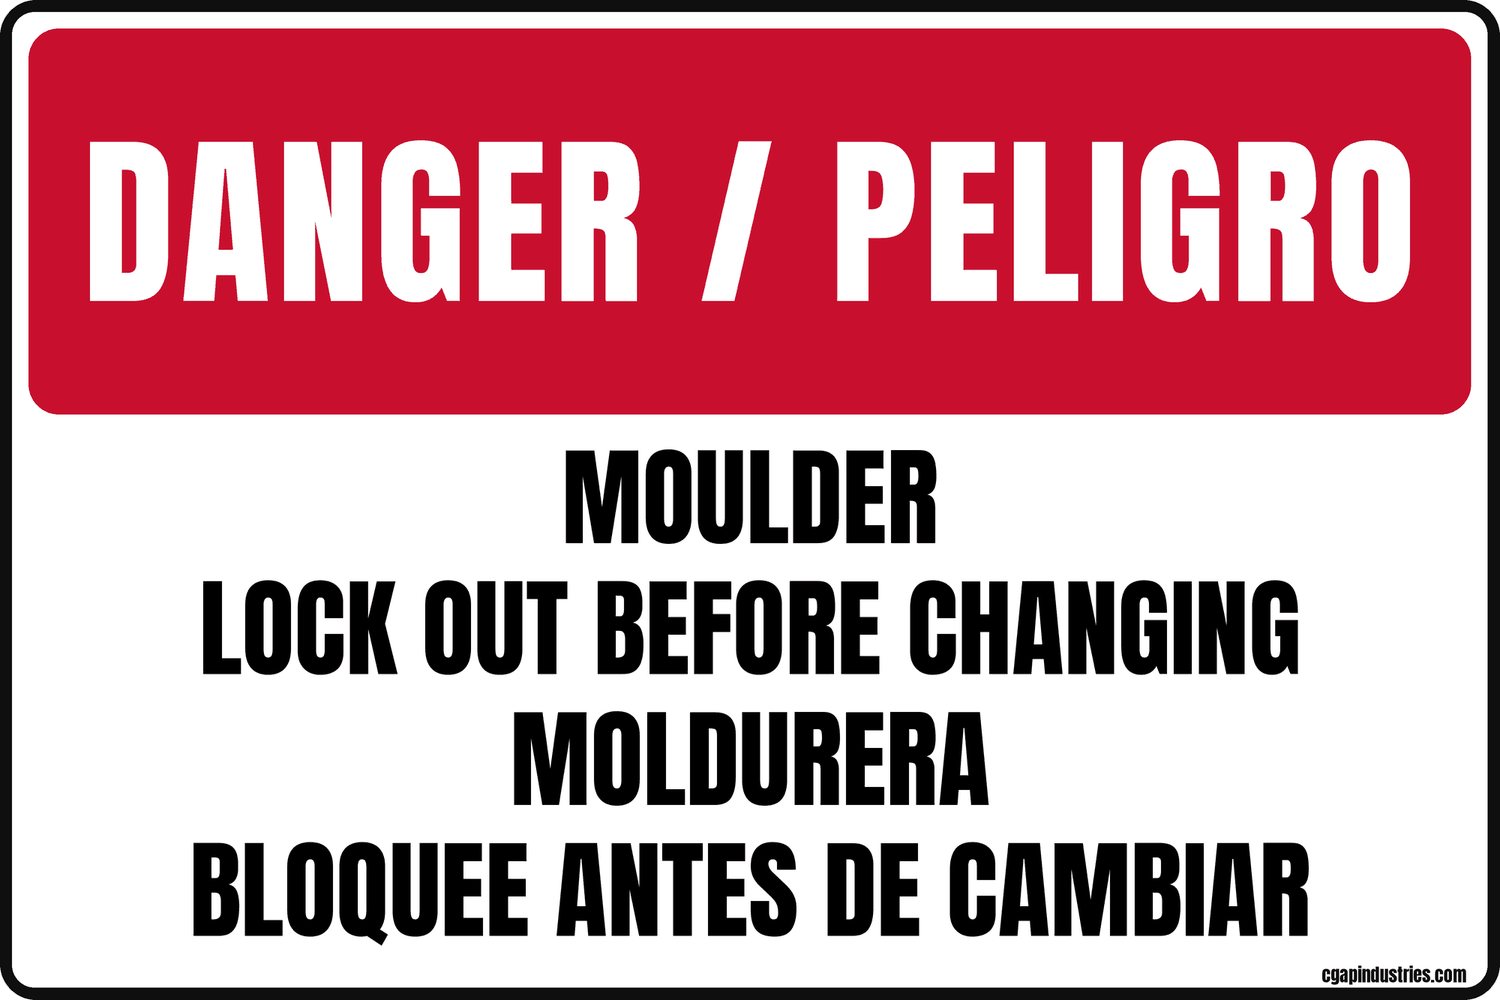 DANGER / PELIGRO
MOULDER
LOCK OUT BEFORE CHANGING
MOLDURERA
BLOQUEE ANTES DE CAMBIAR
cgapindustries.com